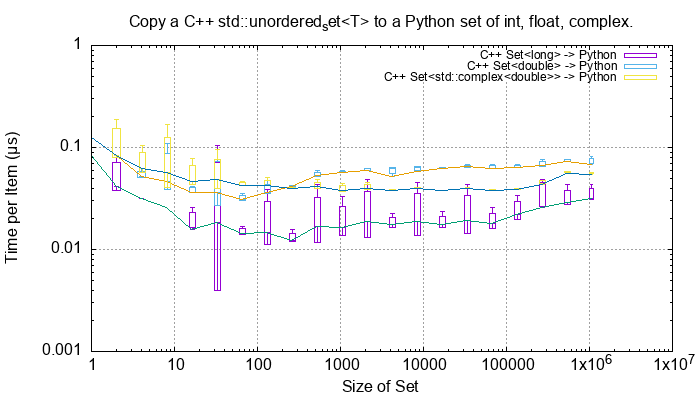 Copy a C++ std::unordered_set<T> to a Python set of int, float, complex.
C++ Set<long> -> Python
C++ Set<double> -> Python
C++ Set<std::complex<double>> -> Python
1
0.1
0.01
0.001
Time per Item (µs)
1 10 100 1000 10000 100000 1x10^6 1x10^7
Size of Set